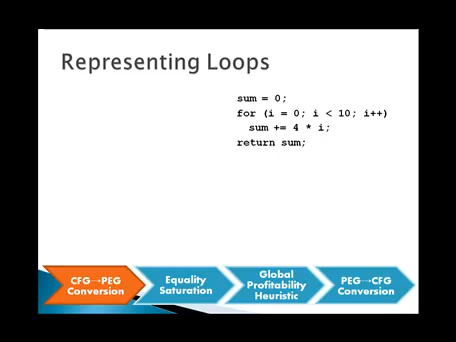 Representing Loops
sum = 0;
for (i = 0; i < 10; i++)
  sum += 4 * i;
return sum;
CFG→PEG
Conversion
Equality
Saturation
Global
Profitability
Heuristic
PEG→CFG
Conversion